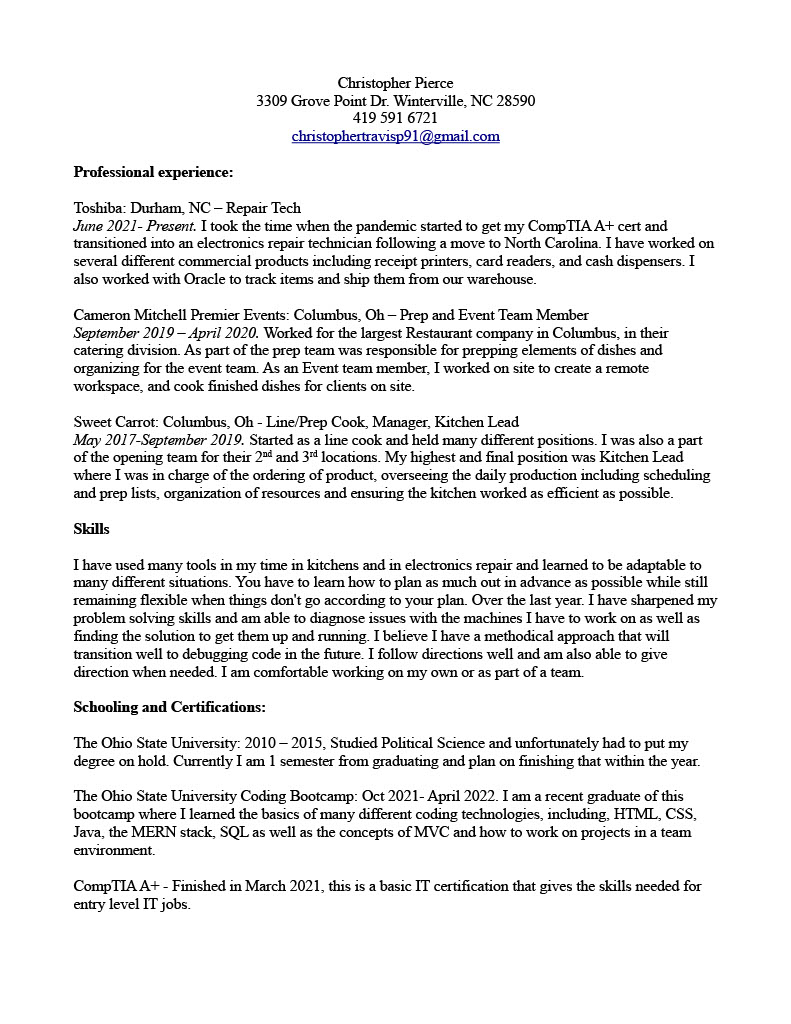 Christopher Pierce
3309 Grove Point Dr. Winterville, NC 28590
419 591 6721
christophertravisp91@gmail.com
Professional experience:
Toshiba: Durham, NC – Repair Tech
June 2021- Present. I took the time when the pandemic started to get my CompTIA A+ cert and
transitioned into an electronics repair technician following a move to North Carolina. I have worked on
several different commercial products including receipt printers, card readers, and cash dispensers. I
also worked with Oracle to track items and ship them from our warehouse.
Cameron Mitchell Premier Events: Columbus, Oh – Prep and Event Team Member
September 2019 – April 2020. Worked for the largest Restaurant company in Columbus, in their
catering division. As part of the prep team was responsible for prepping elements of dishes and
organizing for the event team. As an Event team member, I worked on site to create a remote
workspace, and cook finished dishes for clients on site.
Sweet Carrot: Columbus, Oh - Line/Prep Cook, Manager, Kitchen Lead
May 2017-September 2019. Started as a line cook and held many different positions. I was also a part
of the opening team for their 2nd and 3rd locations. My highest and final position was Kitchen Lead
where I was in charge of the ordering of product, overseeing the daily production including scheduling
and prep lists, organization of resources and ensuring the kitchen worked as efficient as possible.
Skills
I have used many tools in my time in kitchens and in electronics repair and learned to be adaptable to
many different situations. You have to learn how to plan as much out in advance as possible while still
remaining flexible when things don't go according to your plan. Over the last year. I have sharpened my
problem solving skills and am able to diagnose issues with the machines I have to work on as well as
finding the solution to get them up and running. I believe I have a methodical approach that will
transition well to debugging code in the future. I follow directions well and am also able to give
direction when needed. I am comfortable working on my own or as part of a team.
Schooling and Certifications:
The Ohio State University: 2010 – 2015, Studied Political Science and unfortunately had to put my
degree on hold. Currently I am 1 semester from graduating and plan on finishing that within the year.
The Ohio State University Coding Bootcamp: Oct 2021- April 2022. I am a recent graduate of this
bootcamp where I learned the basics of many different coding technologies, including, HTML, CSS,
Java, the MERN stack, SQL as well as the concepts of MVC and how to work on projects in a team
environment.
CompTIA A+ - Finished in March 2021, this is a basic IT certification that gives the skills needed for
entry level IT jobs.